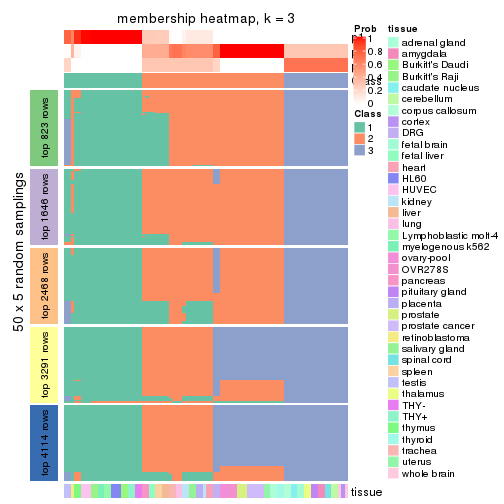 membership heatmap, k = 3
50 x 5 random samplings
top 823 rows
top 1646 rows
top 2468 rows
top 3291 rows
top 4114 rows
Prob
1
0.8
0.6
0.4
0.2
0
Class
1
2
3
tissue
adrenal gland
amygdala
Burkitt's Daudi
Burkitt's Raji
caudate nucleus
cerebellum
corpus callosum
cortex
DRG
fetal brain
fetal liver
heart
HL60
HUVEC
kidney
liver
lung
Lymphoblastic molt-4
myelogenous k562
ovary-pool
OVR278S
pancreas
pituitary gland
placenta
prostate
prostate cancer
retinoblastoma
salivary gland
spinal cord
spleen
testis
thalamus
THY-
THY+
thymus
thyroid
trachea
uterus
whole brain
tissue